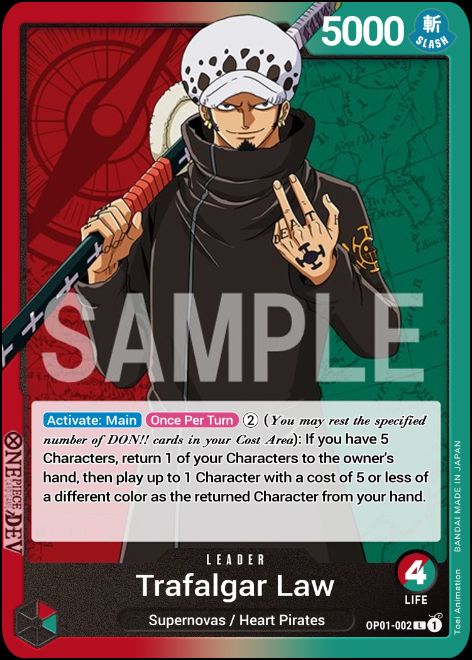 5000
斬
SLASH
SAMPLE
Activate: Main Once Per Turn ② (You may rest the specified
number of DON!! cards in your Cost Area): If you have 5
Characters, return 1 of your Characters to the owner's
hand, then play up to 1 Character with a cost of 5 or less of
a different color as the returned Character from your hand.
ONE PIECE DEV
LEADER
Trafalgar Law
Supernovas / Heart Pirates
4
LIFE
OP01-002 L 1
Toei Animation BANDAI MADE IN JAPAN